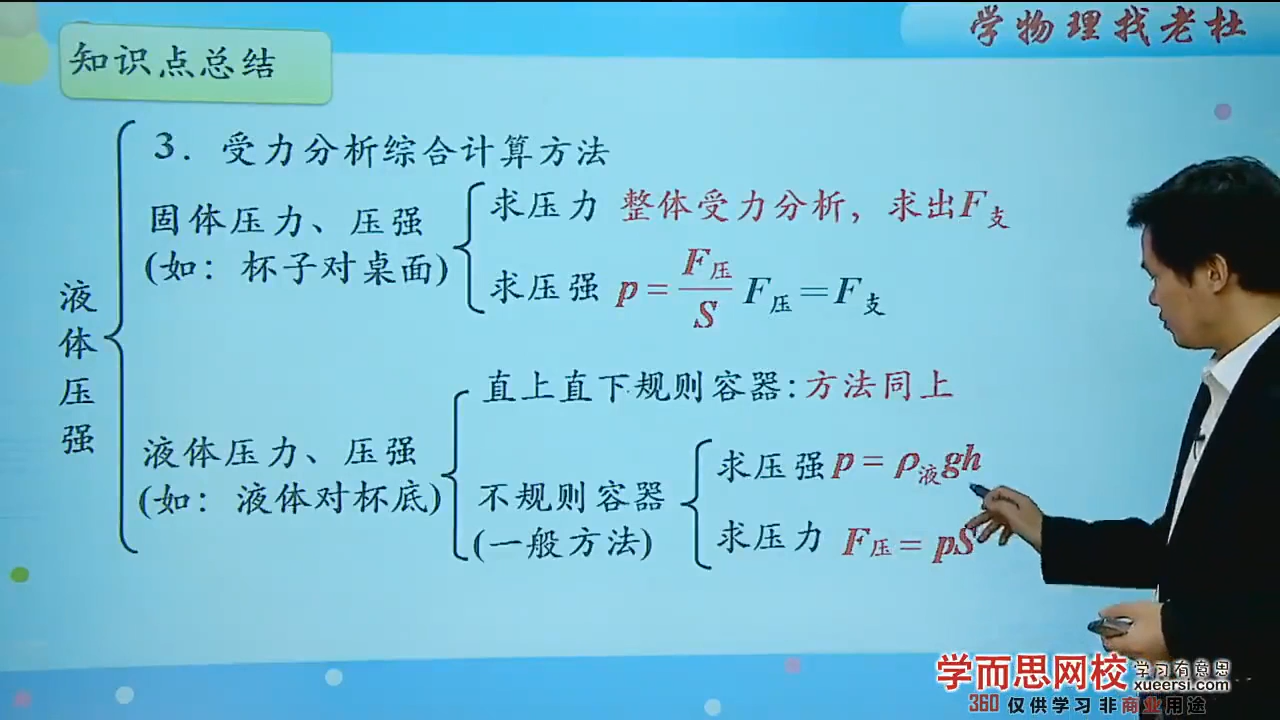 学物理找老杜
知识点总结
3. 受力分析综合计算方法
固体压力、压强
(如：杯子对桌面)
求压力 整体受力分析，求出F支
求压强 p = F压/S F压=F支
液体压强
直上直下规则容器:方法同上
液体压力、压强
(如：液体对杯底)
不规则容器
(一般方法)
求压强 p = ρ液gh
求压力 F压 = pS
学而思网校 学习有意思
xueersi.com
360 仅供学习 非商业用途